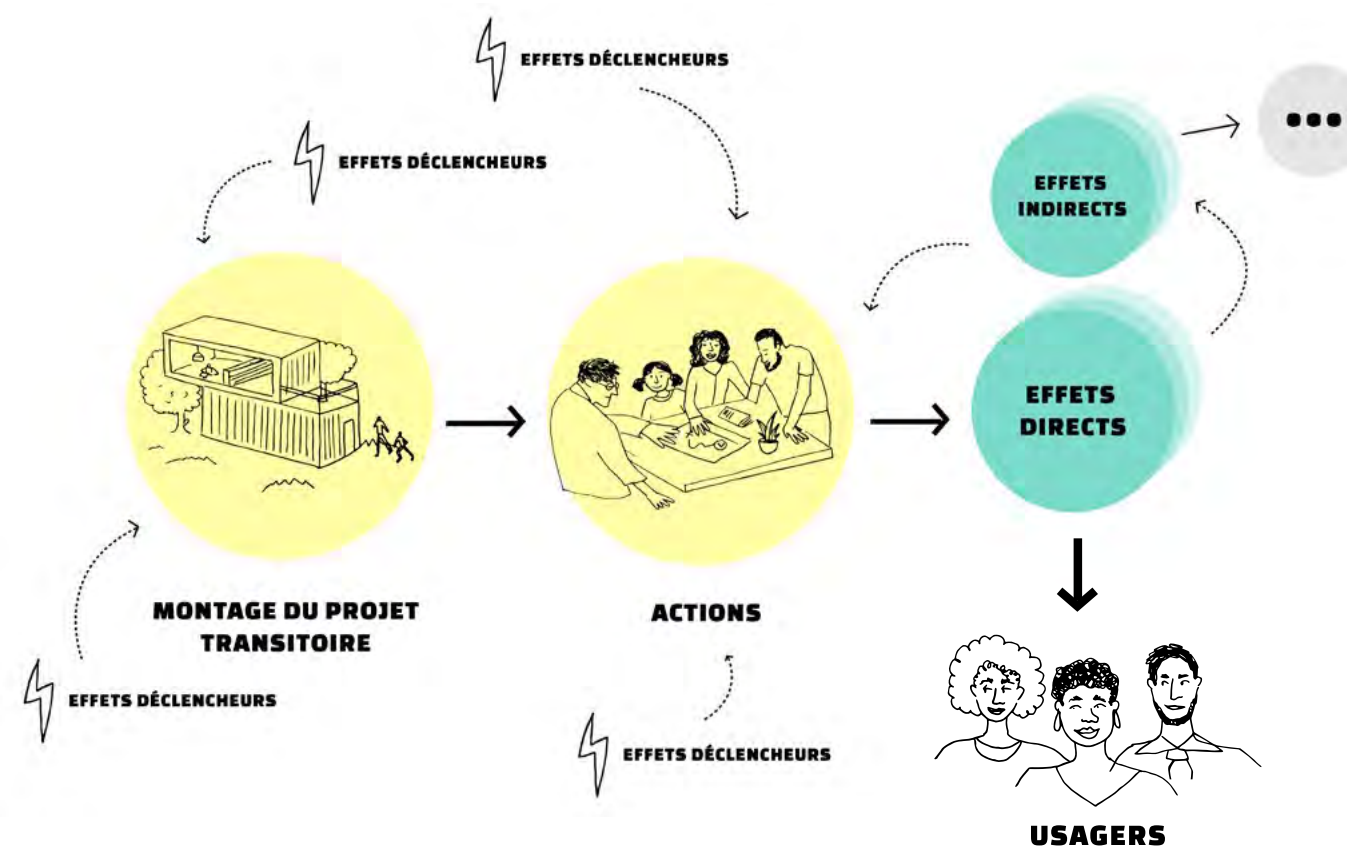 EFFETS DÉCLENCHEURS
EFFETS DÉCLENCHEURS
EFFETS
INDIRECTS
EFFETS
DIRECTS
MONTAGE DU PROJET
TRANSITOIRE
ACTIONS
EFFETS DÉCLENCHEURS
EFFETS DÉCLENCHEURS
USAGERS